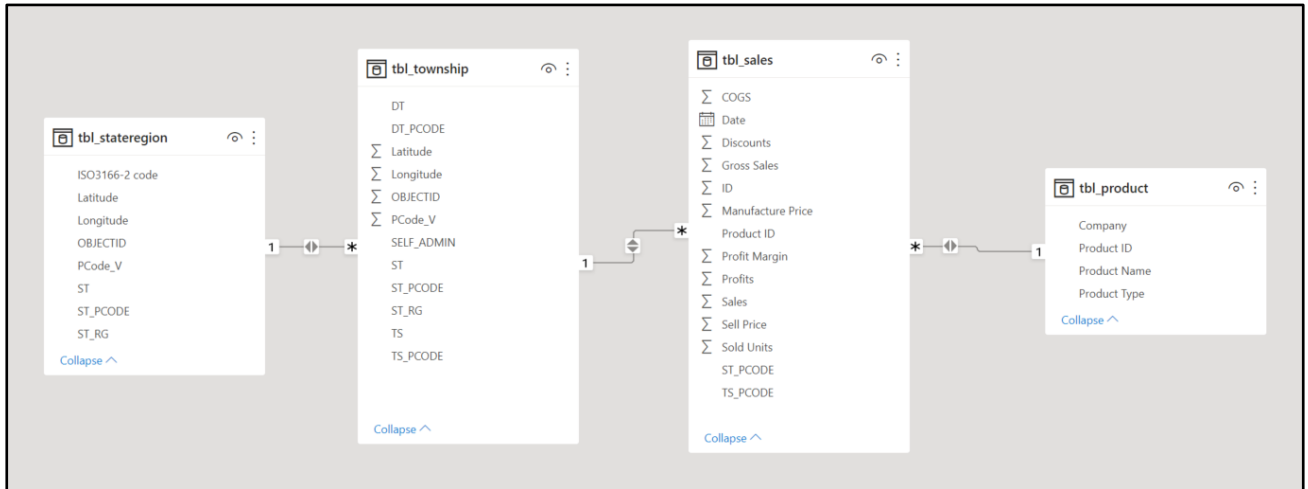 tbl_stateregion
ISO3166-2 code
Latitude
Longitude
OBJECTID
PCode_V
ST
ST_PCODE
ST_RG
Collapse
1
*
tbl_township
DT
DT_PCODE
Σ Latitude
Σ Longitude
Σ OBJECTID
Σ PCode_V
SELF_ADMIN
ST
ST_PCODE
ST_RG
TS
TS_PCODE
Collapse
1
*
tbl_sales
Σ COGS
Date
Σ Discounts
Σ Gross Sales
Σ ID
Σ Manufacture Price
Product ID
Σ Profit Margin
Σ Profits
Σ Sales
Σ Sell Price
Σ Sold Units
ST_PCODE
TS_PCODE
Collapse
*
1
tbl_product
Company
Product ID
Product Name
Product Type
Collapse